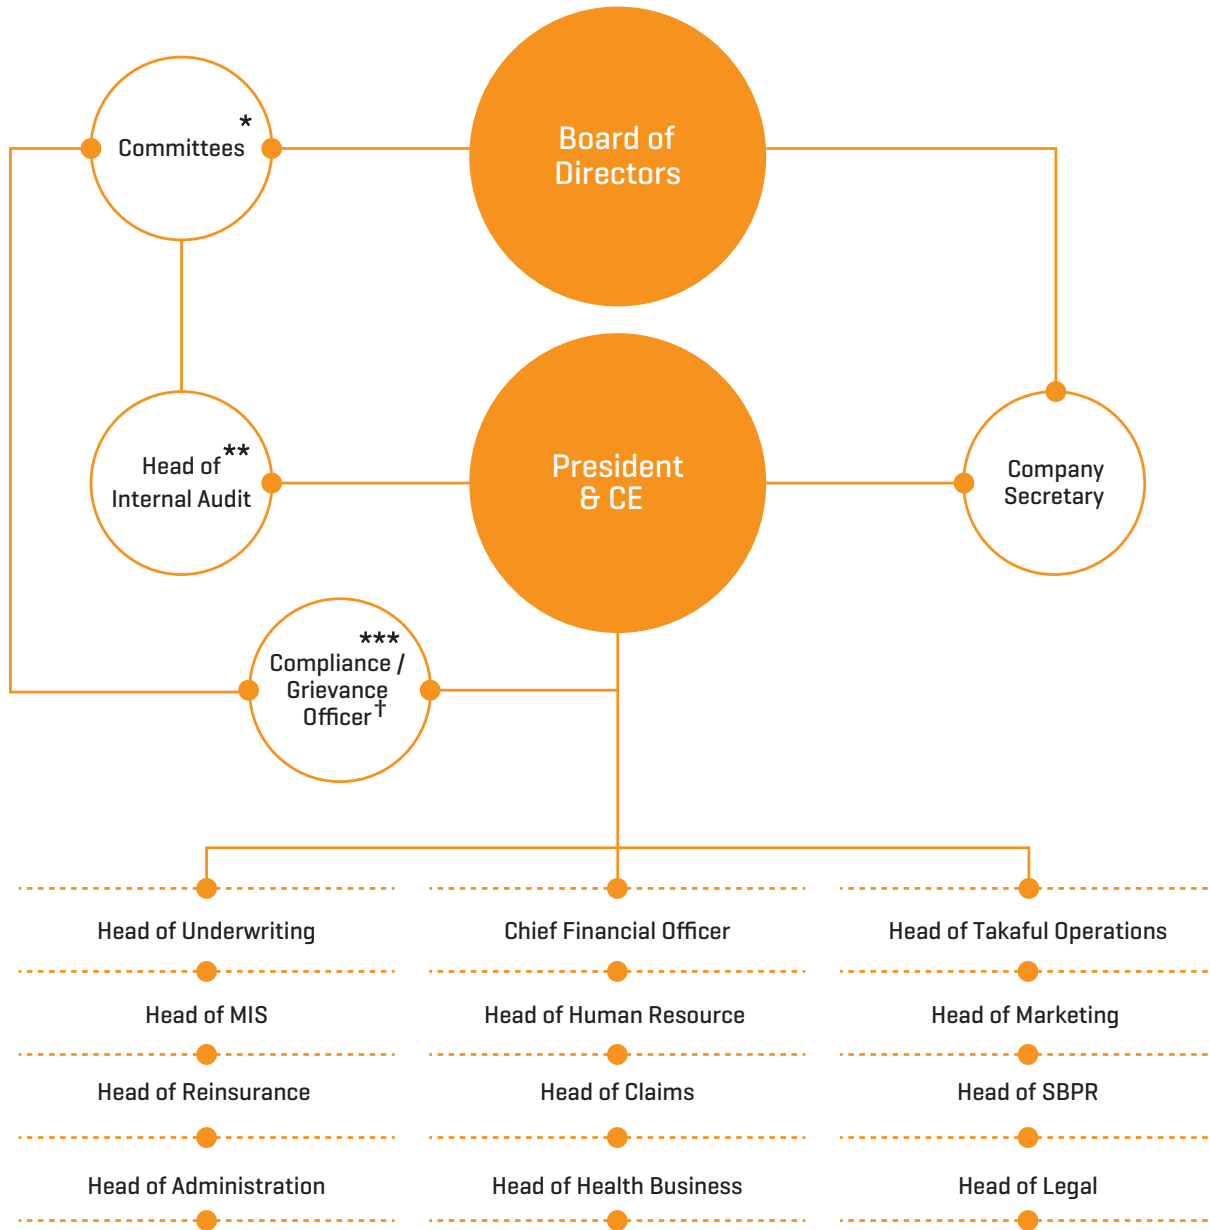 *
Committees
Board of
Directors
Head of **
Internal Audit
President
& CE
Company
Secretary
***
Compliance /
Grievance
Officer†
Head of Underwriting
Chief Financial Officer
Head of Takaful Operations
Head of MIS
Head of Human Resource
Head of Marketing
Head of Reinsurance
Head of Claims
Head of SBPR
Head of Administration
Head of Health Business
Head of Legal